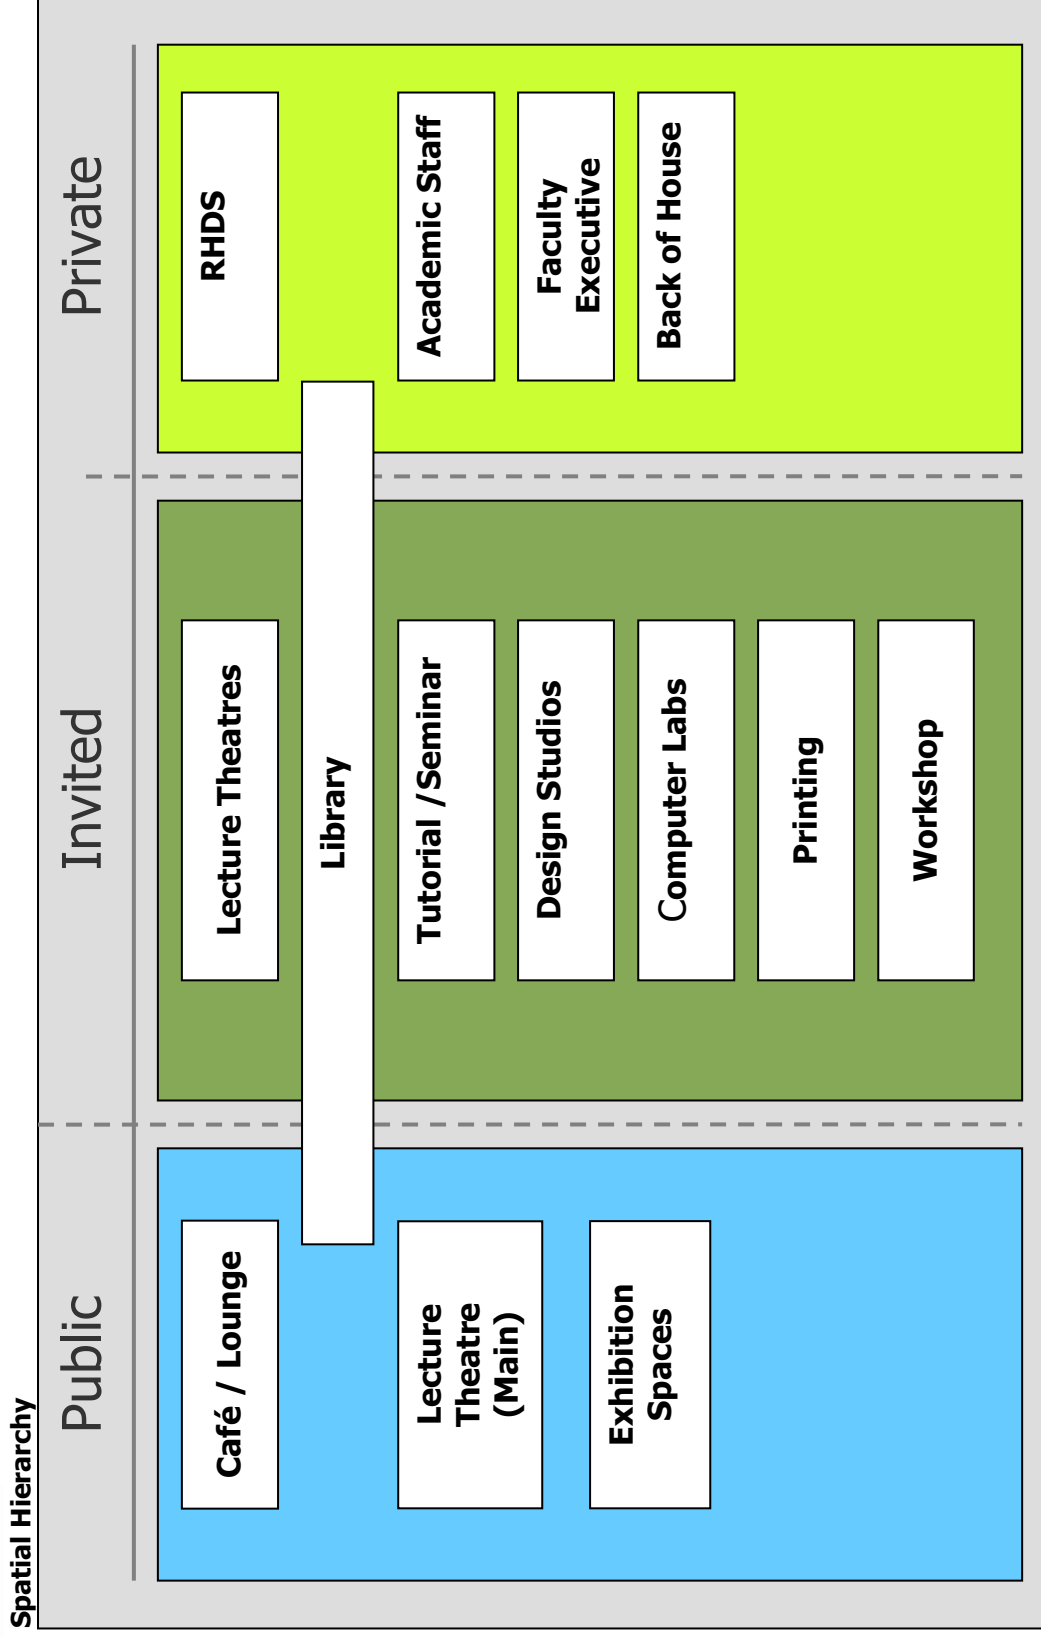 Spatial Hierarchy
Public
Invited
Private
Café / Lounge
Lecture Theatres
RHDS
Library
Lecture
Theatre
(Main)
Tutorial /Seminar
Academic Staff
Exhibition
Spaces
Design Studios
Faculty
Executive
Computer Labs
Back of House
Printing
Workshop